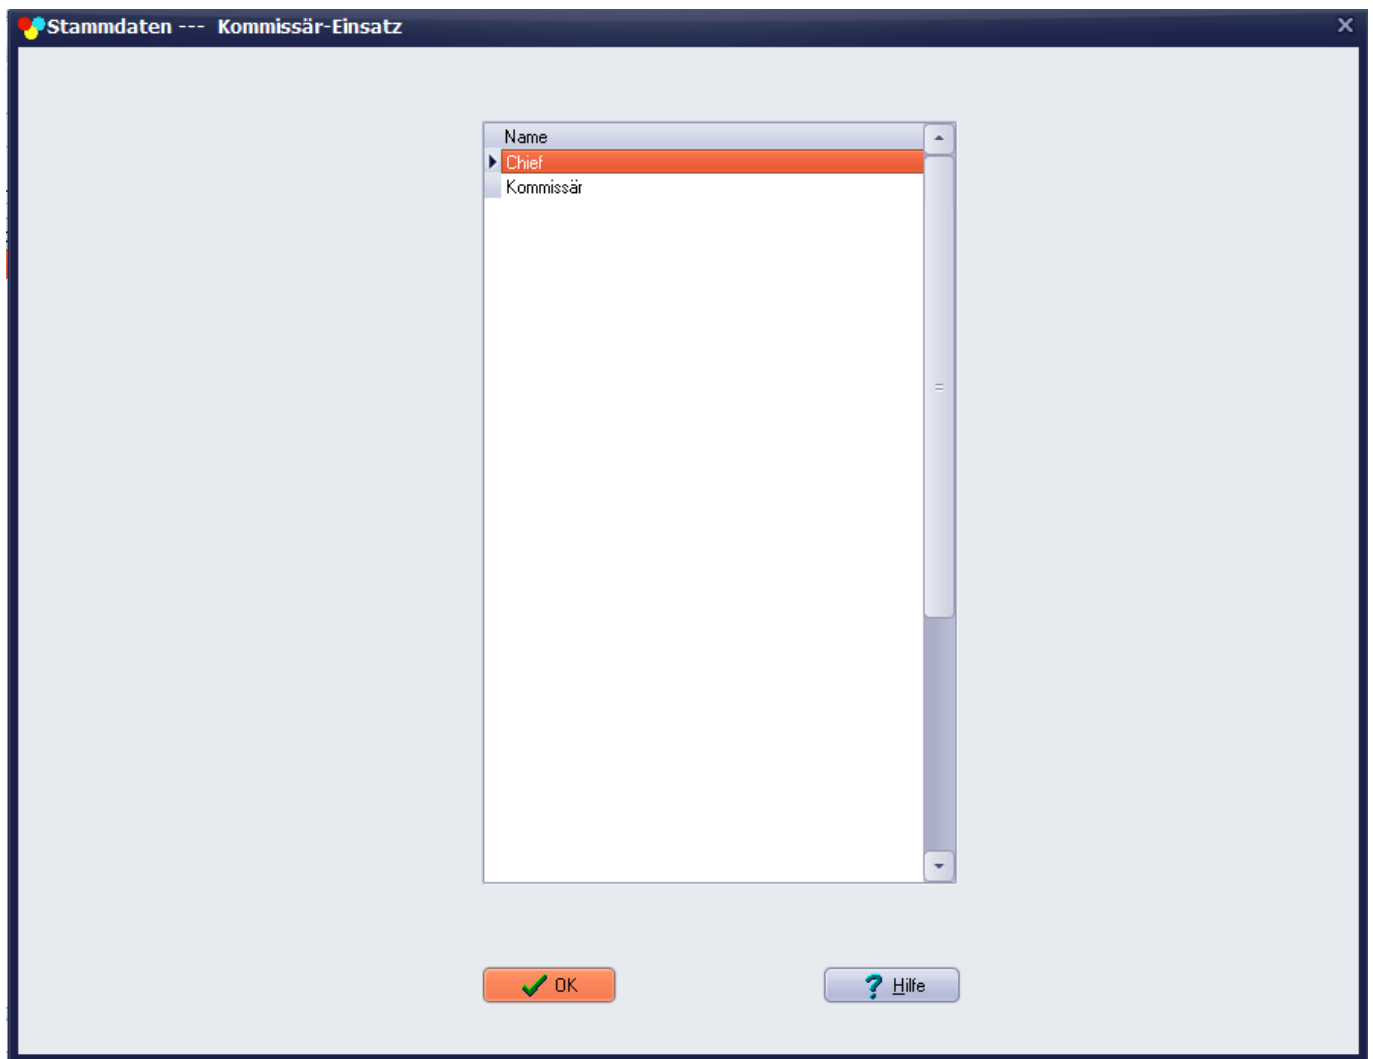 Stammdaten ---  Kommissär-Einsatz
Name
Chief
Kommissär
OK
Hilfe